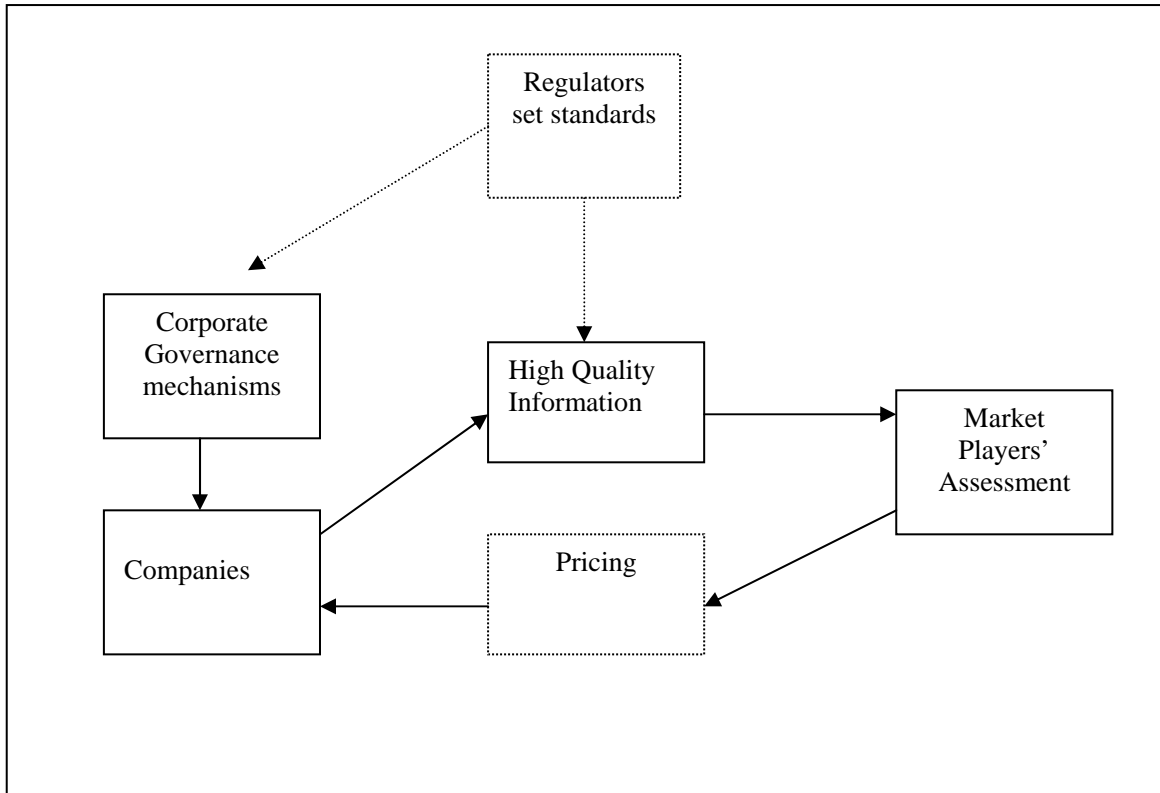 Regulators
set standards
Corporate
Governance
mechanisms
High Quality
Information
Market
Players’
Assessment
Companies
Pricing